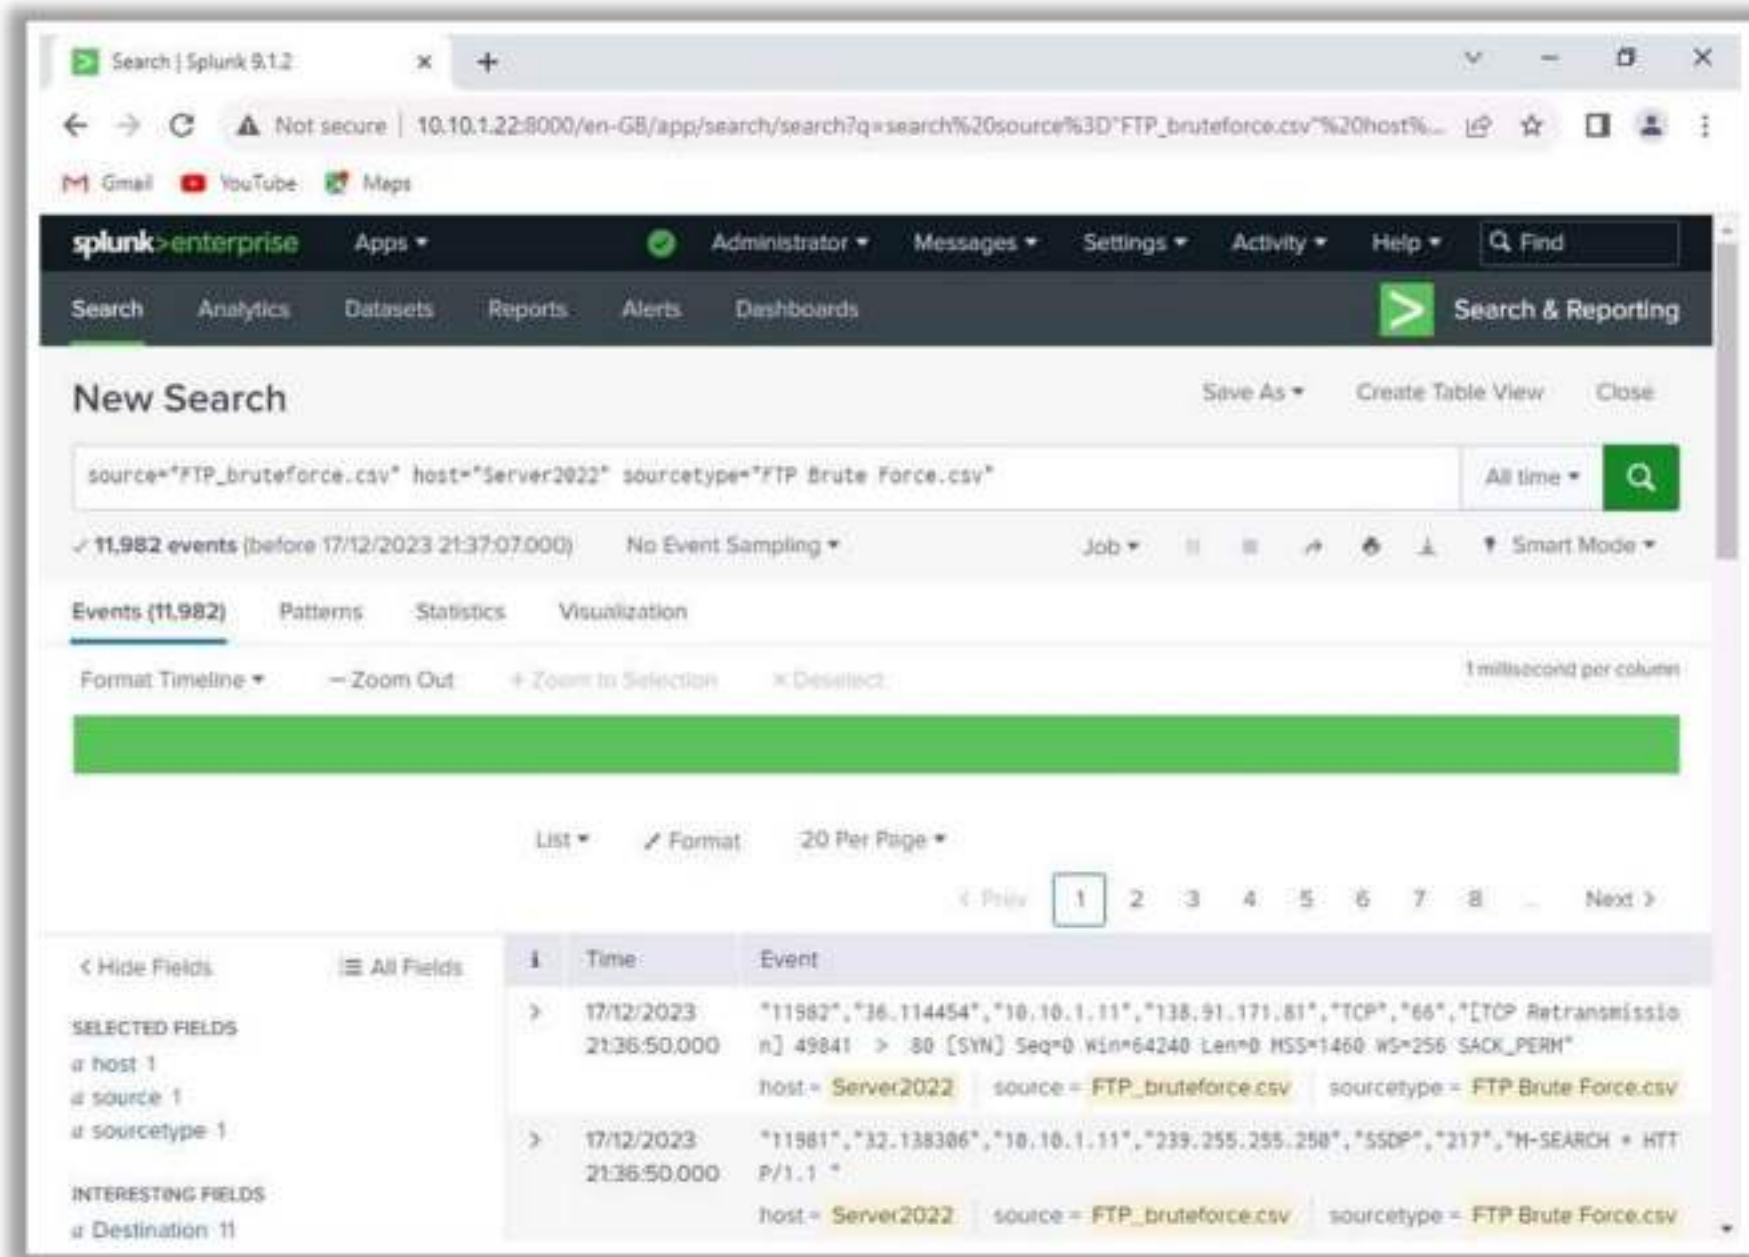 Search | Splunk 9.1.2
Not secure | 10.10.1.22:8000/en-GB/app/search/search?q=search%20source%3D"FTP_bruteforce.csv"%20host%...
Gmail YouTube Maps
splunk>enterprise Apps Administrator Messages Settings Activity Help Find
Search Analytics Datasets Reports Alerts Dashboards Search & Reporting
New Search Save As Create Table View Close
source="FTP_bruteforce.csv" host="Server2022" sourcetype="FTP Brute Force.csv" All time
11,982 events (before 17/12/2023 21:37:07.000) No Event Sampling Job Smart Mode
Events (11,982) Patterns Statistics Visualization
Format Timeline − Zoom Out + Zoom to Selection × Deselect 1 millisecond per column
List Format 20 Per Page
< Prev 1 2 3 4 5 6 7 8 ... Next >
< Hide Fields All Fields i Time Event
SELECTED FIELDS
a host 1
a source 1
a sourcetype 1
INTERESTING FIELDS
a Destination 11
> 17/12/2023 "11982","36.114454","10.10.1.11","138.91.171.81","TCP","66","[TCP Retransmissio
21:36:50.000 n] 49841 > 80 [SYN] Seq=0 Win=64240 Len=0 MSS=1460 WS=256 SACK_PERM"
host = Server2022 source = FTP_bruteforce.csv sourcetype = FTP Brute Force.csv
> 17/12/2023 "11981","32.138306","10.10.1.11","239.255.255.250","SSDP","217","M-SEARCH * HTT
21:36:50.000 P/1.1 "
host = Server2022 source = FTP_bruteforce.csv sourcetype = FTP Brute Force.csv